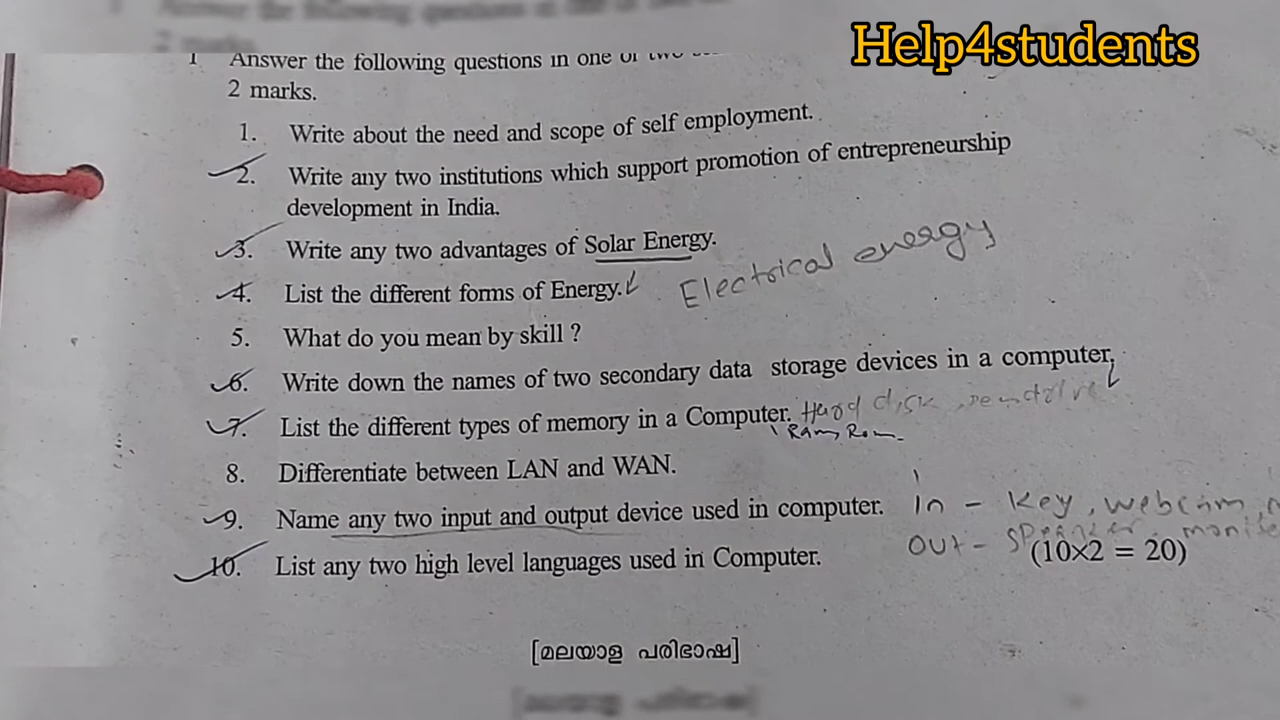 Help4students
1 Answer the following questions in one or two
2 marks.
1. Write about the need and scope of self employment.
2. Write any two institutions which support promotion of entrepreneurship
development in India.
3. Write any two advantages of Solar Energy.
4. List the different forms of Energy. Electrical energy
5. What do you mean by skill ?
6. Write down the names of two secondary data storage devices in a computer.
7. List the different types of memory in a Computer. Hard disk
Ram, Rom
8. Differentiate between LAN and WAN.
9. Name any two input and output device used in computer. In - Key, webcam,
Out - Speaker,
10. List any two high level languages used in Computer. (10×2 = 20)
[മലയാള പരിഭാഷ]